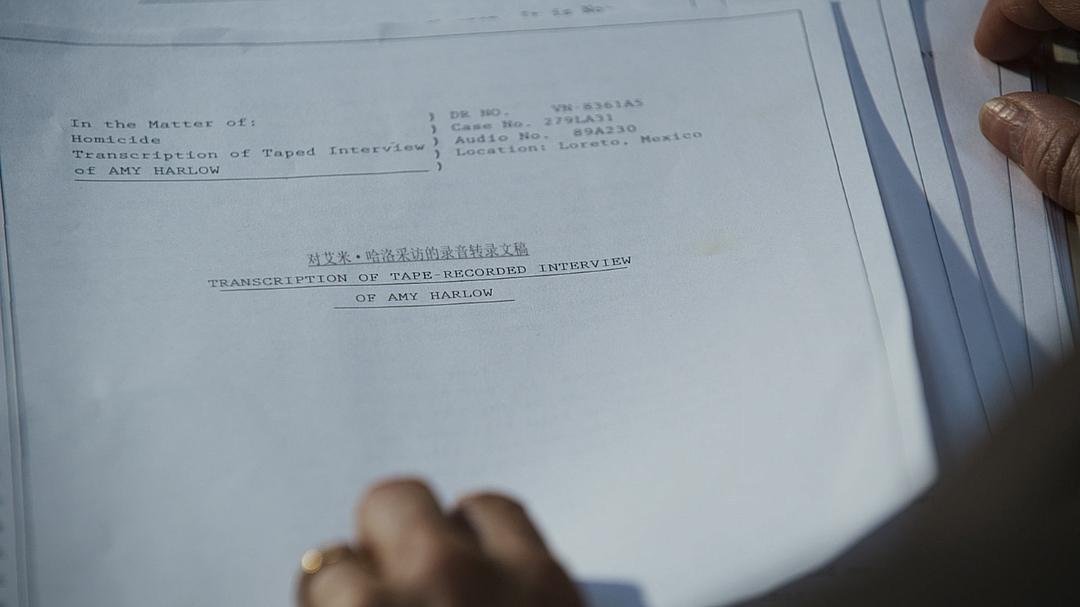 In the Matter of:
Homicide
Transcription of Taped Interview
of AMY HARLOW
)
)
)
)
DR NO. VN-8361A5
Case No. 279LA31
Audio No. 89A230
Location: Loreto, Mexico
对艾米·哈洛采访的录音转录文稿
TRANSCRIPTION OF TAPE-RECORDED INTERVIEW
OF AMY HARLOW